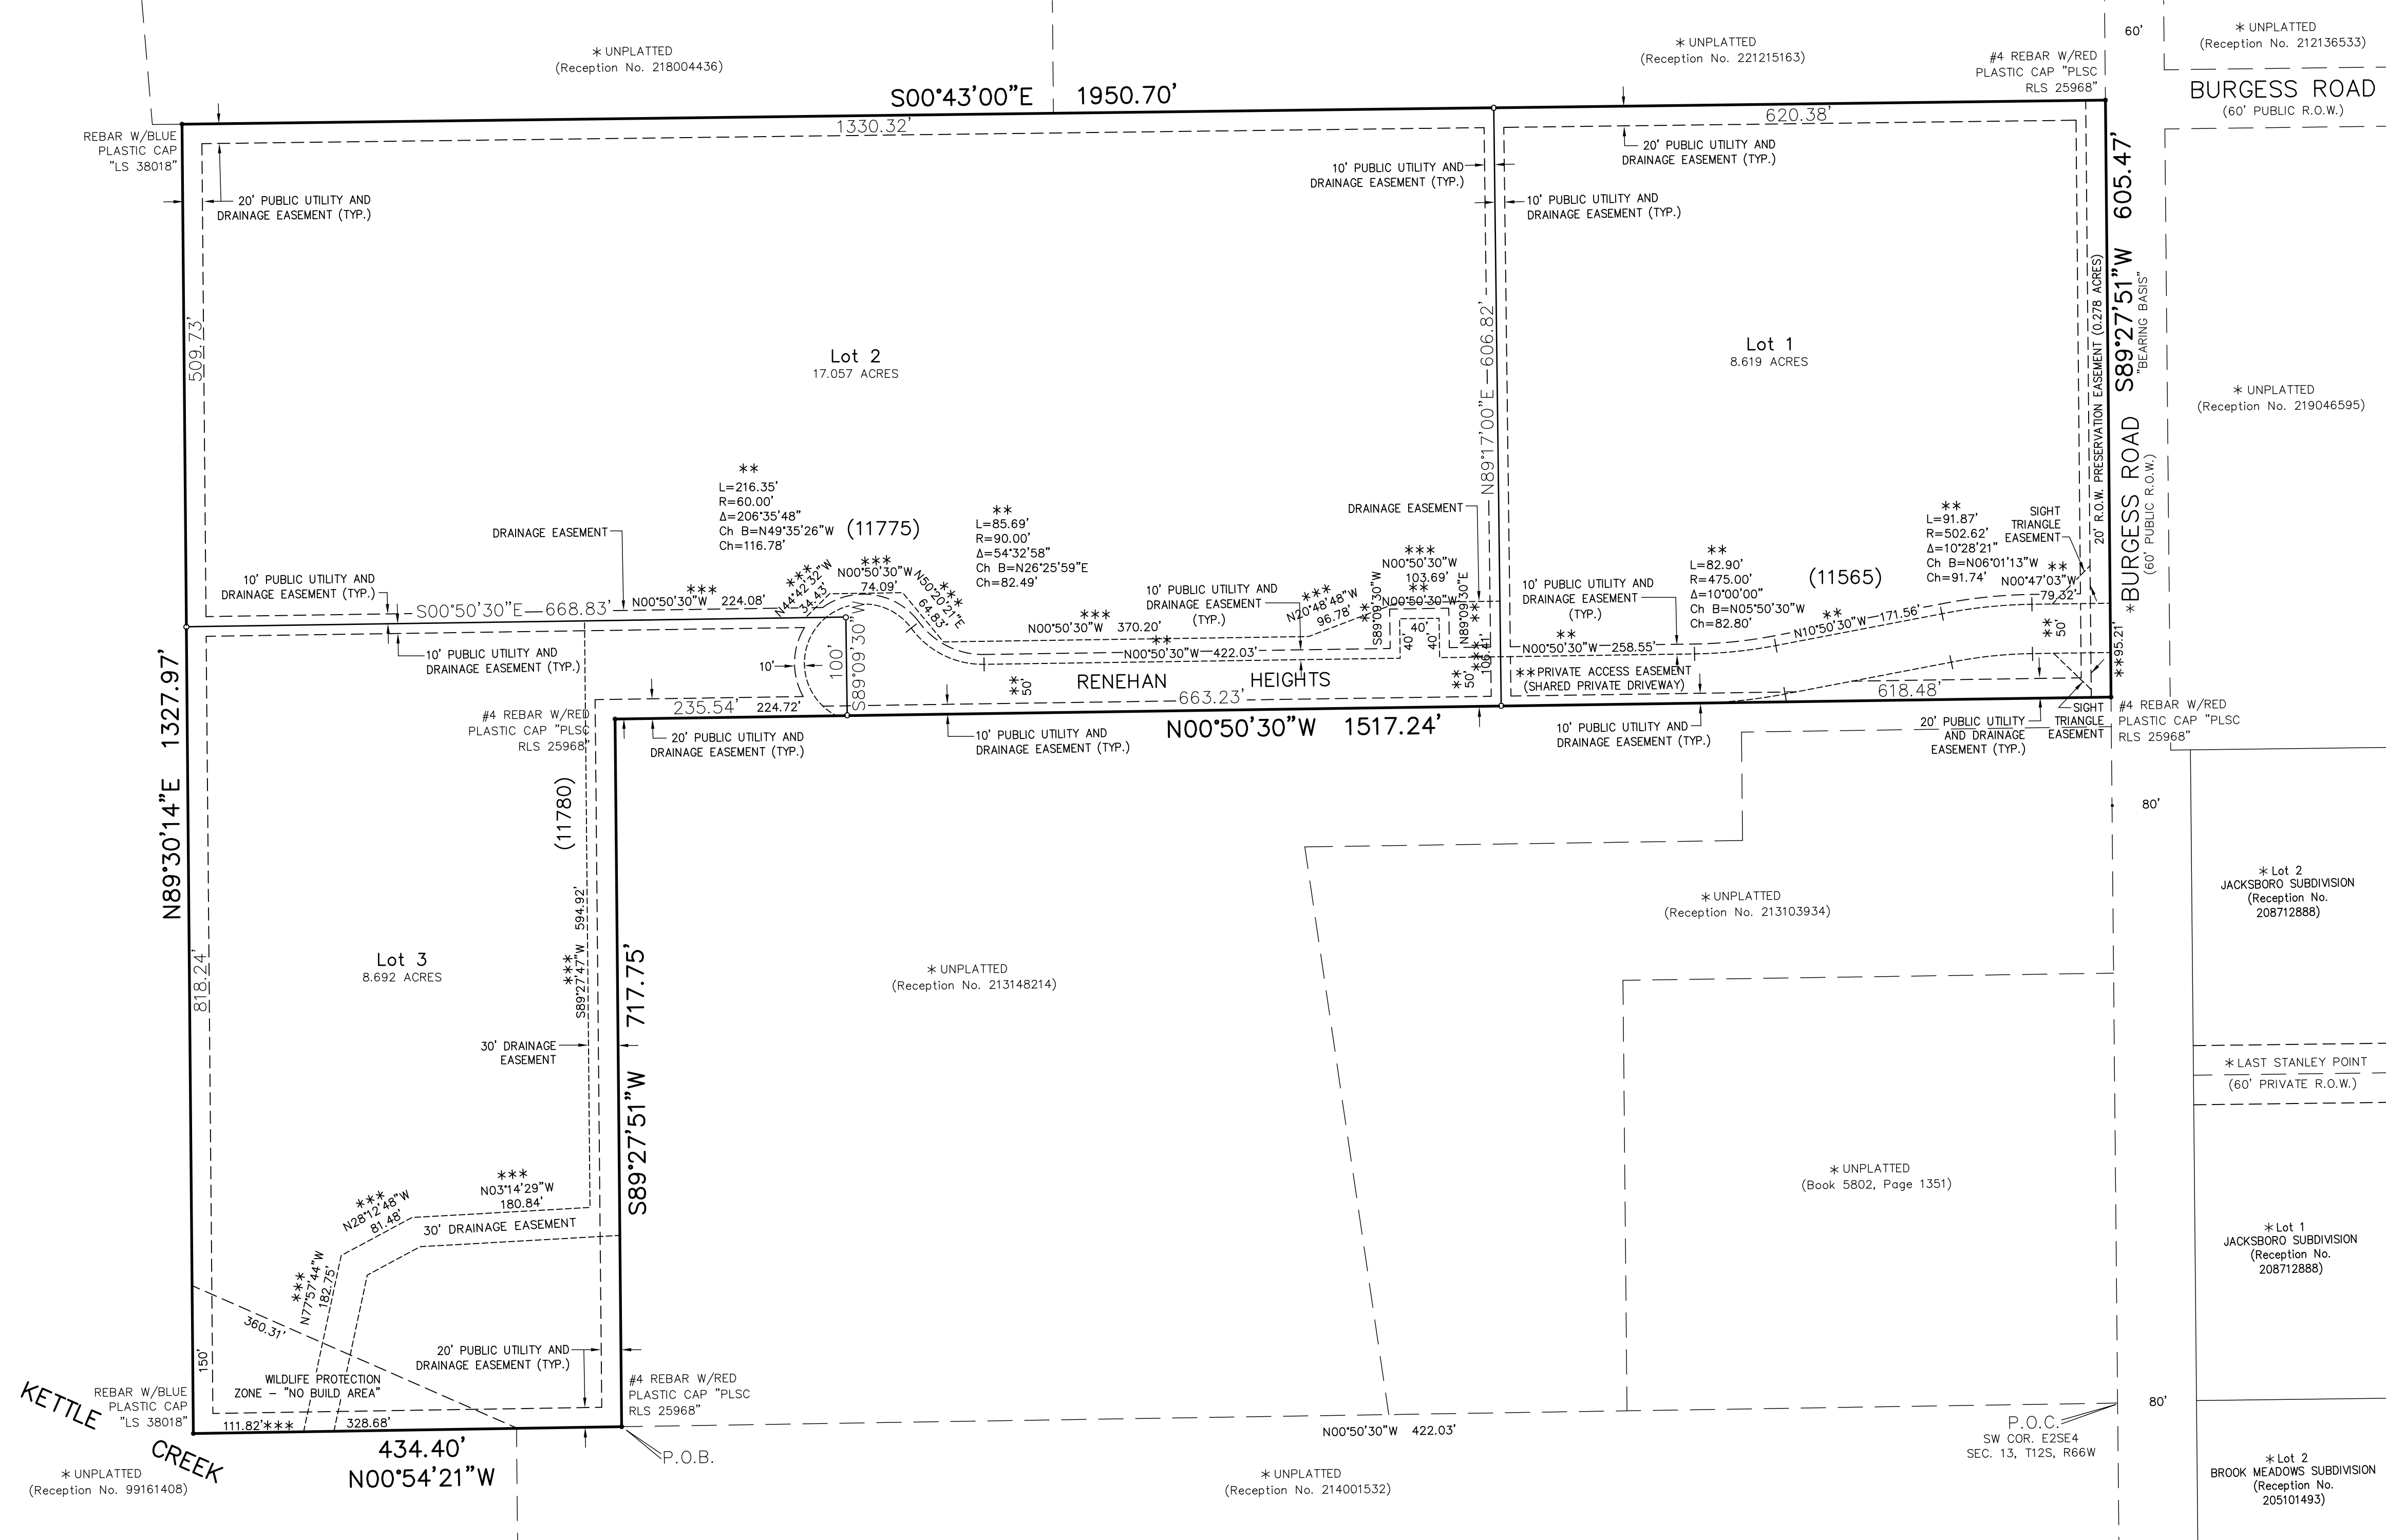 * UNPLATTED
(Reception No. 218004436)
* UNPLATTED
(Reception No. 221215163)
60'
* UNPLATTED
(Reception No. 212136533)
#4 REBAR W/RED
PLASTIC CAP "PLSC
RLS 25968"
BURGESS ROAD
(60' PUBLIC R.O.W.)
S00°43'00"E 1950.70'
1330.32'
620.38'
REBAR W/BLUE
PLASTIC CAP
"LS 38018"
20' PUBLIC UTILITY AND
DRAINAGE EASEMENT (TYP.)
10' PUBLIC UTILITY AND
DRAINAGE EASEMENT (TYP.)
20' PUBLIC UTILITY AND
DRAINAGE EASEMENT (TYP.)
10' PUBLIC UTILITY AND
DRAINAGE EASEMENT (TYP.)
509.73'
Lot 2
17.057 ACRES
N89°17'00"E 606.82'
Lot 1
8.619 ACRES
20' R.O.W. PRESERVATION EASEMENT (0.278 ACRES)
S89°27'51"W 605.47'
"BEARING BASIS"
*BURGESS ROAD
(60' PUBLIC R.O.W.)
* UNPLATTED
(Reception No. 219046595)
**
L=216.35'
R=60.00'
Δ=206°35'48"
Ch B=N49°35'26"W
Ch=116.78'
(11775)
**
L=85.69'
R=90.00'
Δ=54°32'58"
Ch B=N26°25'59"E
Ch=82.49'
DRAINAGE EASEMENT
DRAINAGE EASEMENT
**
L=82.90'
R=475.00'
Δ=10°00'00"
Ch B=N05°50'30"W
Ch=82.80'
(11565)
**
L=91.87'
R=502.62'
Δ=10°28'21"
Ch B=N06°01'13"W
Ch=91.74'
SIGHT
TRIANGLE
EASEMENT
**
N00°47'03"W
79.32'
10' PUBLIC UTILITY AND
DRAINAGE EASEMENT (TYP.)
S00°50'30"E 668.83'
***
N00°50'30"W 224.08'
***
N44°42'32"W
34.43'
***
N00°50'30"W
74.09'
***
N50°20'21"E
64.83'
***
N00°50'30"W 370.20'
10' PUBLIC UTILITY AND
DRAINAGE EASEMENT
(TYP.)
***
N20°48'48"W
96.78'
***
N00°50'30"W
103.69'
**
N00°50'30"W
**
S89°09'30"W
40'
40'
40'
**
N89°09'30"E
***
106.41'
10' PUBLIC UTILITY AND
DRAINAGE EASEMENT
(TYP.)
**
N00°50'30"W 258.55'
**
N10°50'30"W 171.56'
**
50'
**95.21'
10' PUBLIC UTILITY AND
DRAINAGE EASEMENT (TYP.)
10'
100'
S89°09'30"W
**
N00°50'30"W 422.03'
**
50'
RENEHAN HEIGHTS
**
50'
**PRIVATE ACCESS EASEMENT
(SHARED PRIVATE DRIVEWAY)
235.54'
224.72'
663.23'
618.48'
N00°50'30"W 1517.24'
#4 REBAR W/RED
PLASTIC CAP "PLSC
RLS 25968"
20' PUBLIC UTILITY AND
DRAINAGE EASEMENT (TYP.)
10' PUBLIC UTILITY AND
DRAINAGE EASEMENT (TYP.)
10' PUBLIC UTILITY AND
DRAINAGE EASEMENT (TYP.)
20' PUBLIC UTILITY
AND DRAINAGE
EASEMENT (TYP.)
SIGHT
TRIANGLE
EASEMENT
#4 REBAR W/RED
PLASTIC CAP "PLSC
RLS 25968"
80'
N89°30'14"E 1327.97'
(11780)
***
S89°27'47"W 594.92'
818.24'
Lot 3
8.692 ACRES
30' DRAINAGE
EASEMENT
S89°27'51"W 717.75'
* UNPLATTED
(Reception No. 213148214)
* UNPLATTED
(Reception No. 213103934)
* Lot 2
JACKSBORO SUBDIVISION
(Reception No.
208712888)
* LAST STANLEY POINT
(60' PRIVATE R.O.W.)
* UNPLATTED
(Book 5802, Page 1351)
* Lot 1
JACKSBORO SUBDIVISION
(Reception No.
208712888)
***
N03°14'29"W
180.84'
***
N28°12'48"W
81.48'
30' DRAINAGE EASEMENT
***
N77°57'44"W
182.75'
360.31'
150'
20' PUBLIC UTILITY AND
DRAINAGE EASEMENT (TYP.)
WILDLIFE PROTECTION
ZONE - "NO BUILD AREA"
KETTLE
CREEK
REBAR W/BLUE
PLASTIC CAP
"LS 38018"
111.82'***
328.68'
434.40'
N00°54'21"W
#4 REBAR W/RED
PLASTIC CAP "PLSC
RLS 25968"
P.O.B.
N00°50'30"W 422.03'
P.O.C.
SW COR. E2SE4
SEC. 13, T12S, R66W
80'
* UNPLATTED
(Reception No. 99161408)
* UNPLATTED
(Reception No. 214001532)
* Lot 2
BROOK MEADOWS SUBDIVISION
(Reception No.
205101493)